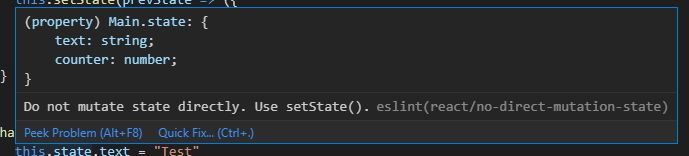 this.setState(prevState => ({
(property) Main.state: {
text: string;
counter: number;
}
}
Do not mutate state directly. Use setState(). eslint(react/no-direct-mutation-state)
ha
Peek Problem (Alt+F8) Quick Fix... (Ctrl+.)
this.state.text = "Test"